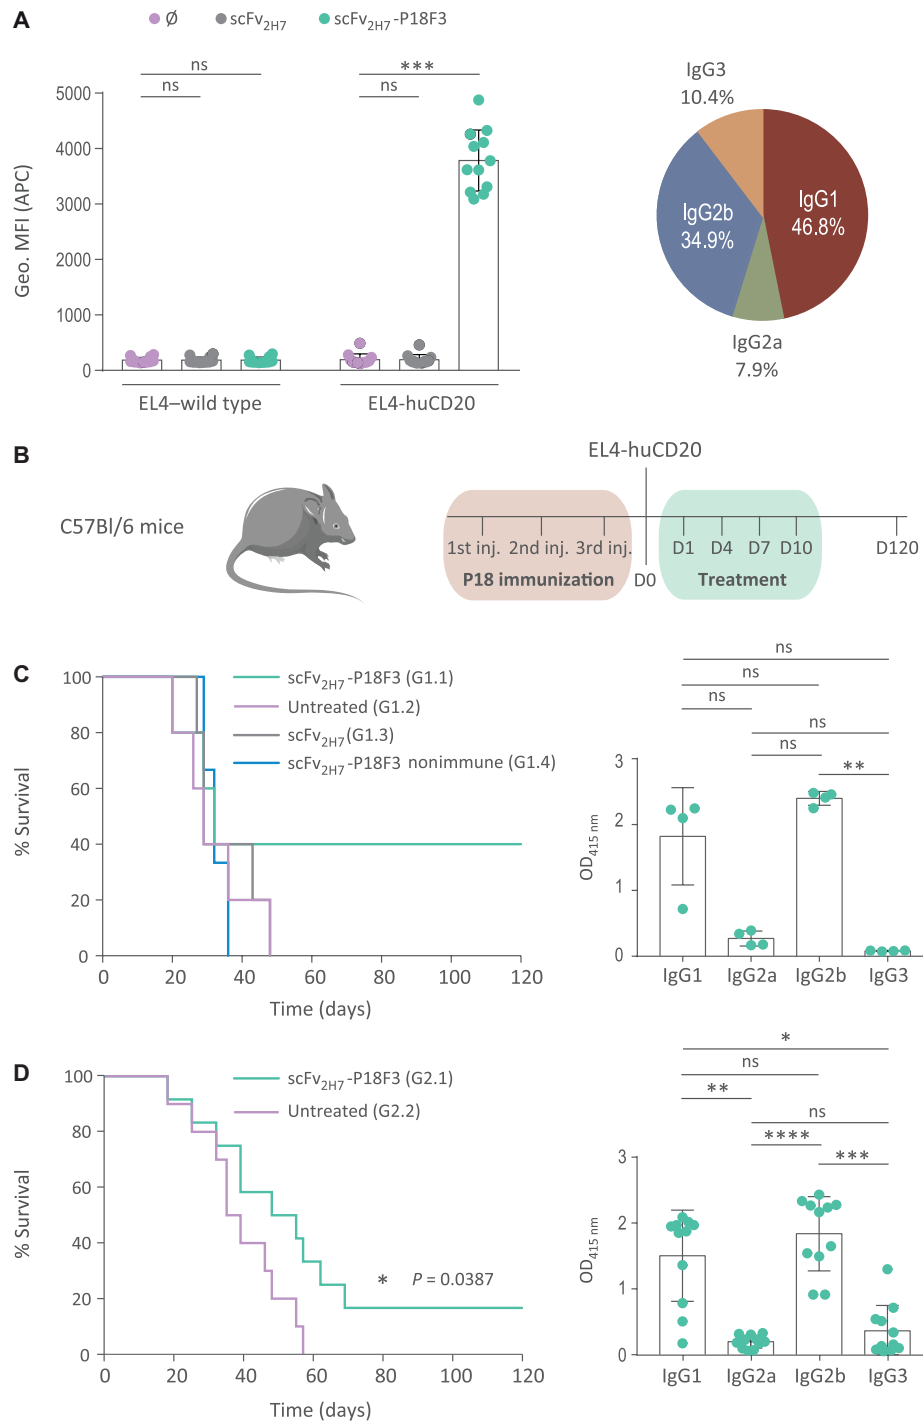 A
Ø scFv2H7 scFv2H7-P18F3
ns
ns
***
ns
Geo. MFI (APC)
5000
4000
3000
2000
1000
0
EL4–wild type EL4-huCD20
IgG3
10.4%
IgG1
46.8%
IgG2b
34.9%
IgG2a
7.9%
B
C57Bl/6 mice
EL4-huCD20
1st inj. 2nd inj. 3rd inj. D1 D4 D7 D10 D120
P18 immunization D0 Treatment
C
scFv2H7-P18F3 (G1.1)
Untreated (G1.2)
scFv2H7 (G1.3)
scFv2H7-P18F3 nonimmune (G1.4)
% Survival
100
80
60
40
20
0
0 20 40 60 80 100 120
Time (days)
ns
ns
ns
ns
ns
**
OD415 nm
3
2
1
0
IgG1 IgG2a IgG2b IgG3
D
scFv2H7-P18F3 (G2.1)
Untreated (G2.2)
% Survival
100
80
60
40
20
0
* P = 0.0387
0 20 40 60 80 100 120
Time (days)
*
ns
**
ns
****
***
OD415 nm
3
2
1
0
IgG1 IgG2a IgG2b IgG3